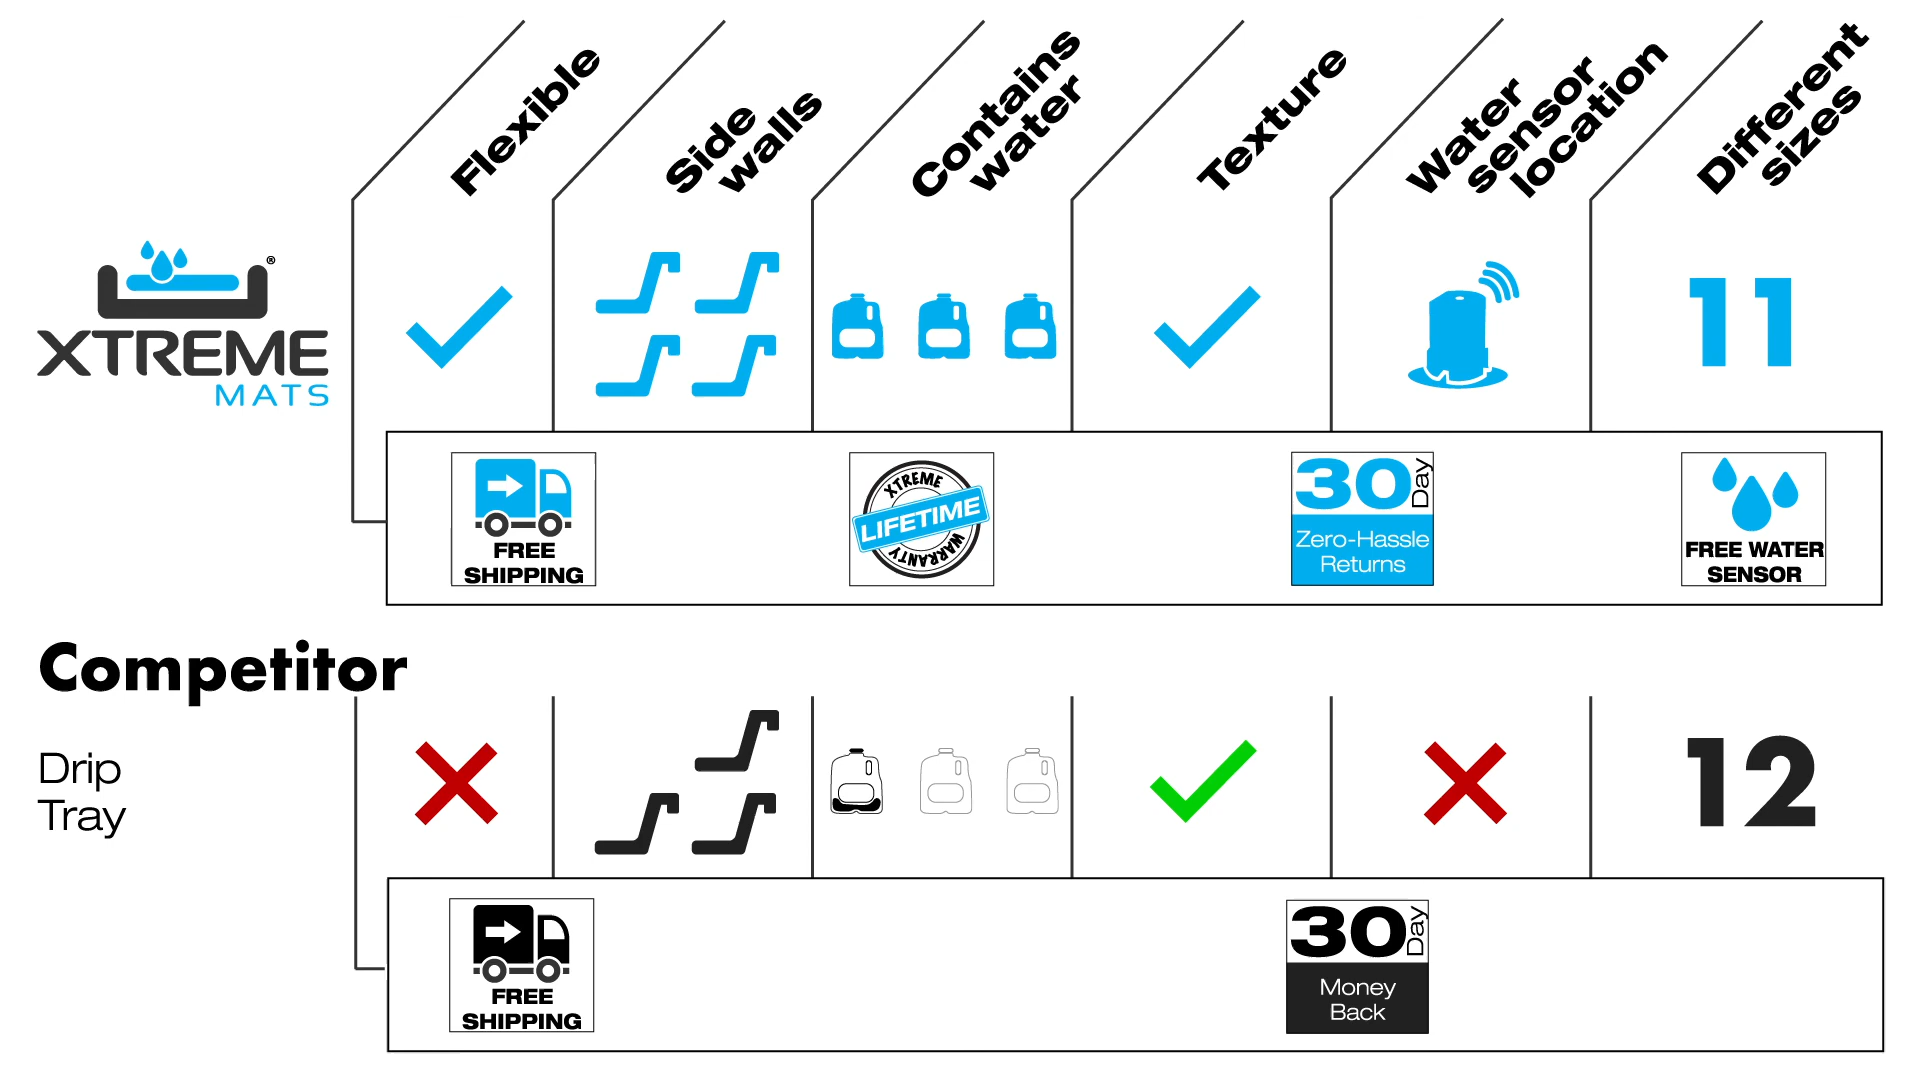 Flexible
Side
walls
Contains
water
Texture
Water
sensor
location
Different
sizes
®
XTREME
MATS
11
FREE
SHIPPING
XTREME
LIFETIME
WARRANTY
30 Day
Zero-Hassle
Returns
FREE WATER
SENSOR
Competitor
Drip
Tray
12
FREE
SHIPPING
30 Day
Money
Back